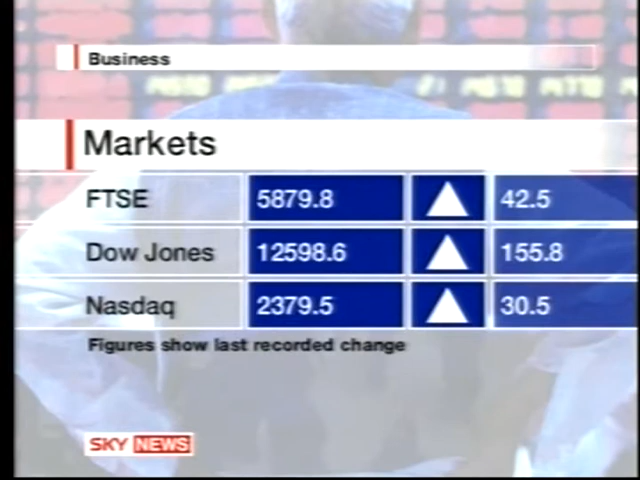 Business
Markets
FTSE 5879.8 42.5
Dow Jones 12598.6 155.8
Nasdaq 2379.5 30.5
Figures show last recorded change
SKY NEWS